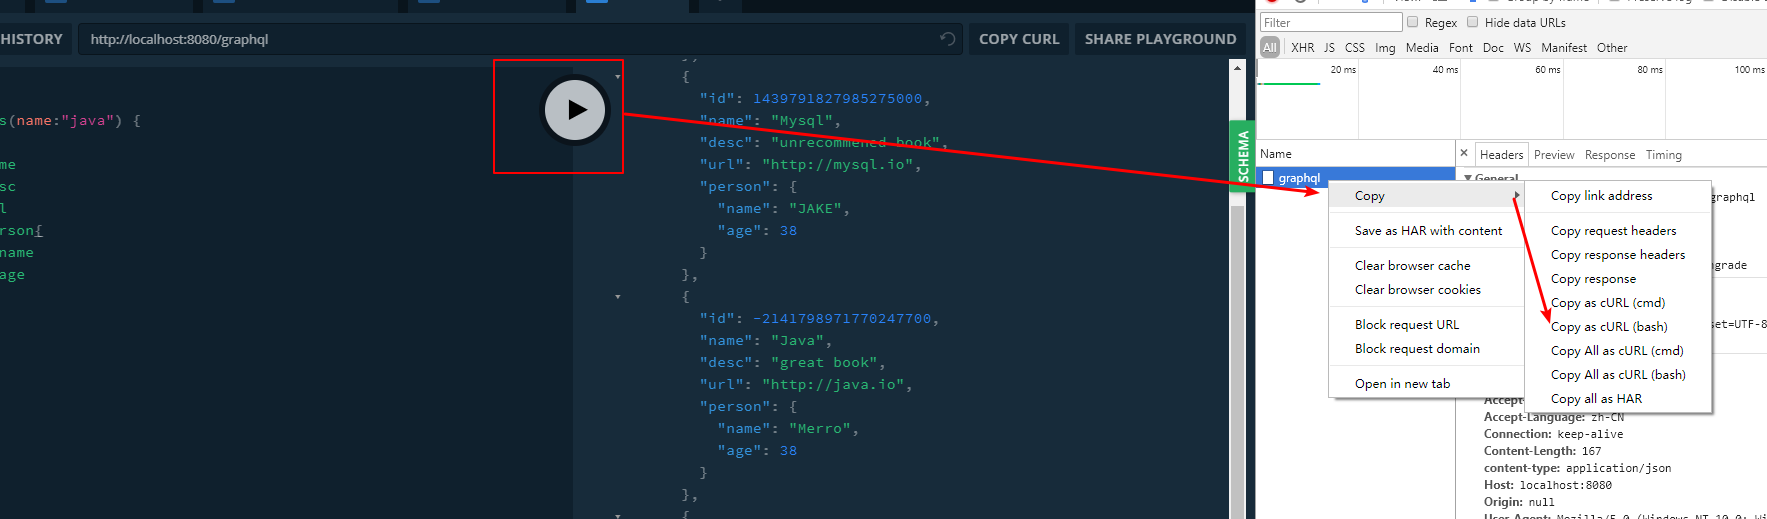 HISTORY
http://localhost:8080/graphql
COPY CURL
SHARE PLAYGROUND
s(name:"java") {
me
sc
l
rson{
name
age
},
{
"id": 1439791827985275000,
"name": "Mysql",
"desc": "unrecommened book",
"url": "http://mysql.io",
"person": {
"name": "JAKE",
"age": 38
}
},
{
"id": -2141798971770247700,
"name": "Java",
"desc": "great book",
"url": "http://java.io",
"person": {
"name": "Merro",
"age": 38
}
},
{
SCHEMA
Filter
Regex
Hide data URLs
All
XHR JS CSS Img Media Font Doc WS Manifest Other
20 ms
40 ms
60 ms
80 ms
100 ms
Name
× Headers Preview Response Timing
graphql
General
Copy
Save as HAR with content
Clear browser cache
Clear browser cookies
Block request URL
Block request domain
Open in new tab
Copy link address
Copy request headers
Copy response headers
Copy response
Copy as cURL (cmd)
Copy as cURL (bash)
Copy All as cURL (cmd)
Copy All as cURL (bash)
Copy all as HAR
graphql
ngrade
set=UTF-8
Accept-
Accept-Language: zh-CN
Connection: keep-alive
Content-Length: 167
content-type: application/json
Host: localhost:8080
Origin: null
User-Agent: Mozilla/5.0 (Windows NT 10.0; Wi